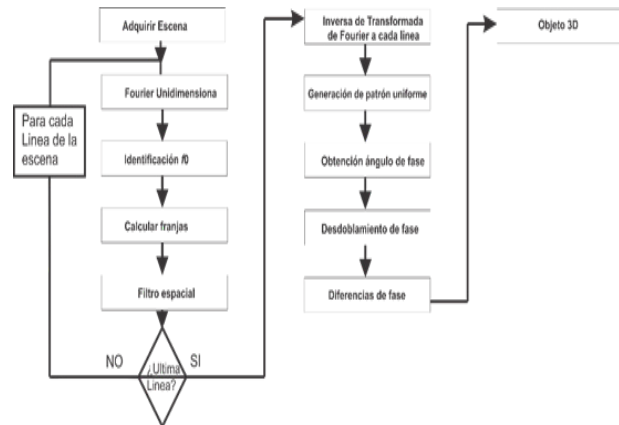 Adquirir Escena
Fourier Unidimensiona
Para cada
Linea de la
escena
Identificación f0
Calcular franjas
Filtro espacial
NO
¿Ultima
Linea?
SI
Inversa de Transformada
de Fourier a cada linea
Generación de patrón uniforme
Obtención ángulo de fase
Desdoblamiento de fase
Diferencias de fase
Objeto 3D